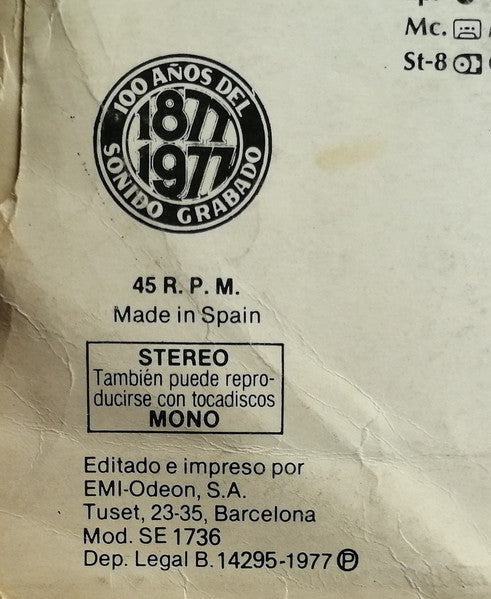 Mc.
St-8
100 AÑOS DEL
1877
1977
SONIDO GRABADO
45 R. P. M.
Made in Spain
STEREO
También puede repro-
ducirse con tocadiscos
MONO
Editado e impreso por
EMI-Odeon, S.A.
Tuset, 23-35, Barcelona
Mod. SE 1736
Dep. Legal B. 14295-1977 Ⓟ